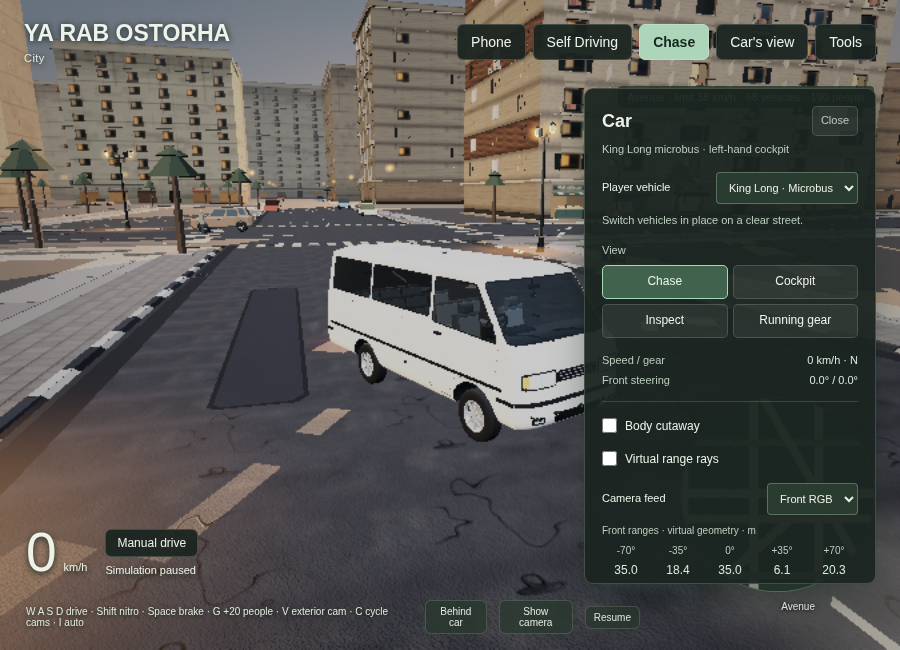 YA RAB OSTORHA
City
Phone
Self Driving
Chase
Car's view
Tools
Car
Close
King Long microbus · left-hand cockpit
Player vehicle
King Long · Microbus
Switch vehicles in place on a clear street.
View
Chase
Cockpit
Inspect
Running gear
Speed / gear
0 km/h · N
Front steering
0.0° / 0.0°
Body cutaway
Virtual range rays
Camera feed
Front RGB
Front ranges · virtual geometry · m
-70° -35° 0° +35° +70°
35.0 18.4 35.0 6.1 20.3
0 km/h
Manual drive
Simulation paused
W A S D drive · Shift nitro · Space brake · G +20 people · V exterior cam · C cycle
cams · I auto
Behind
car
Show
camera
Resume
Avenue